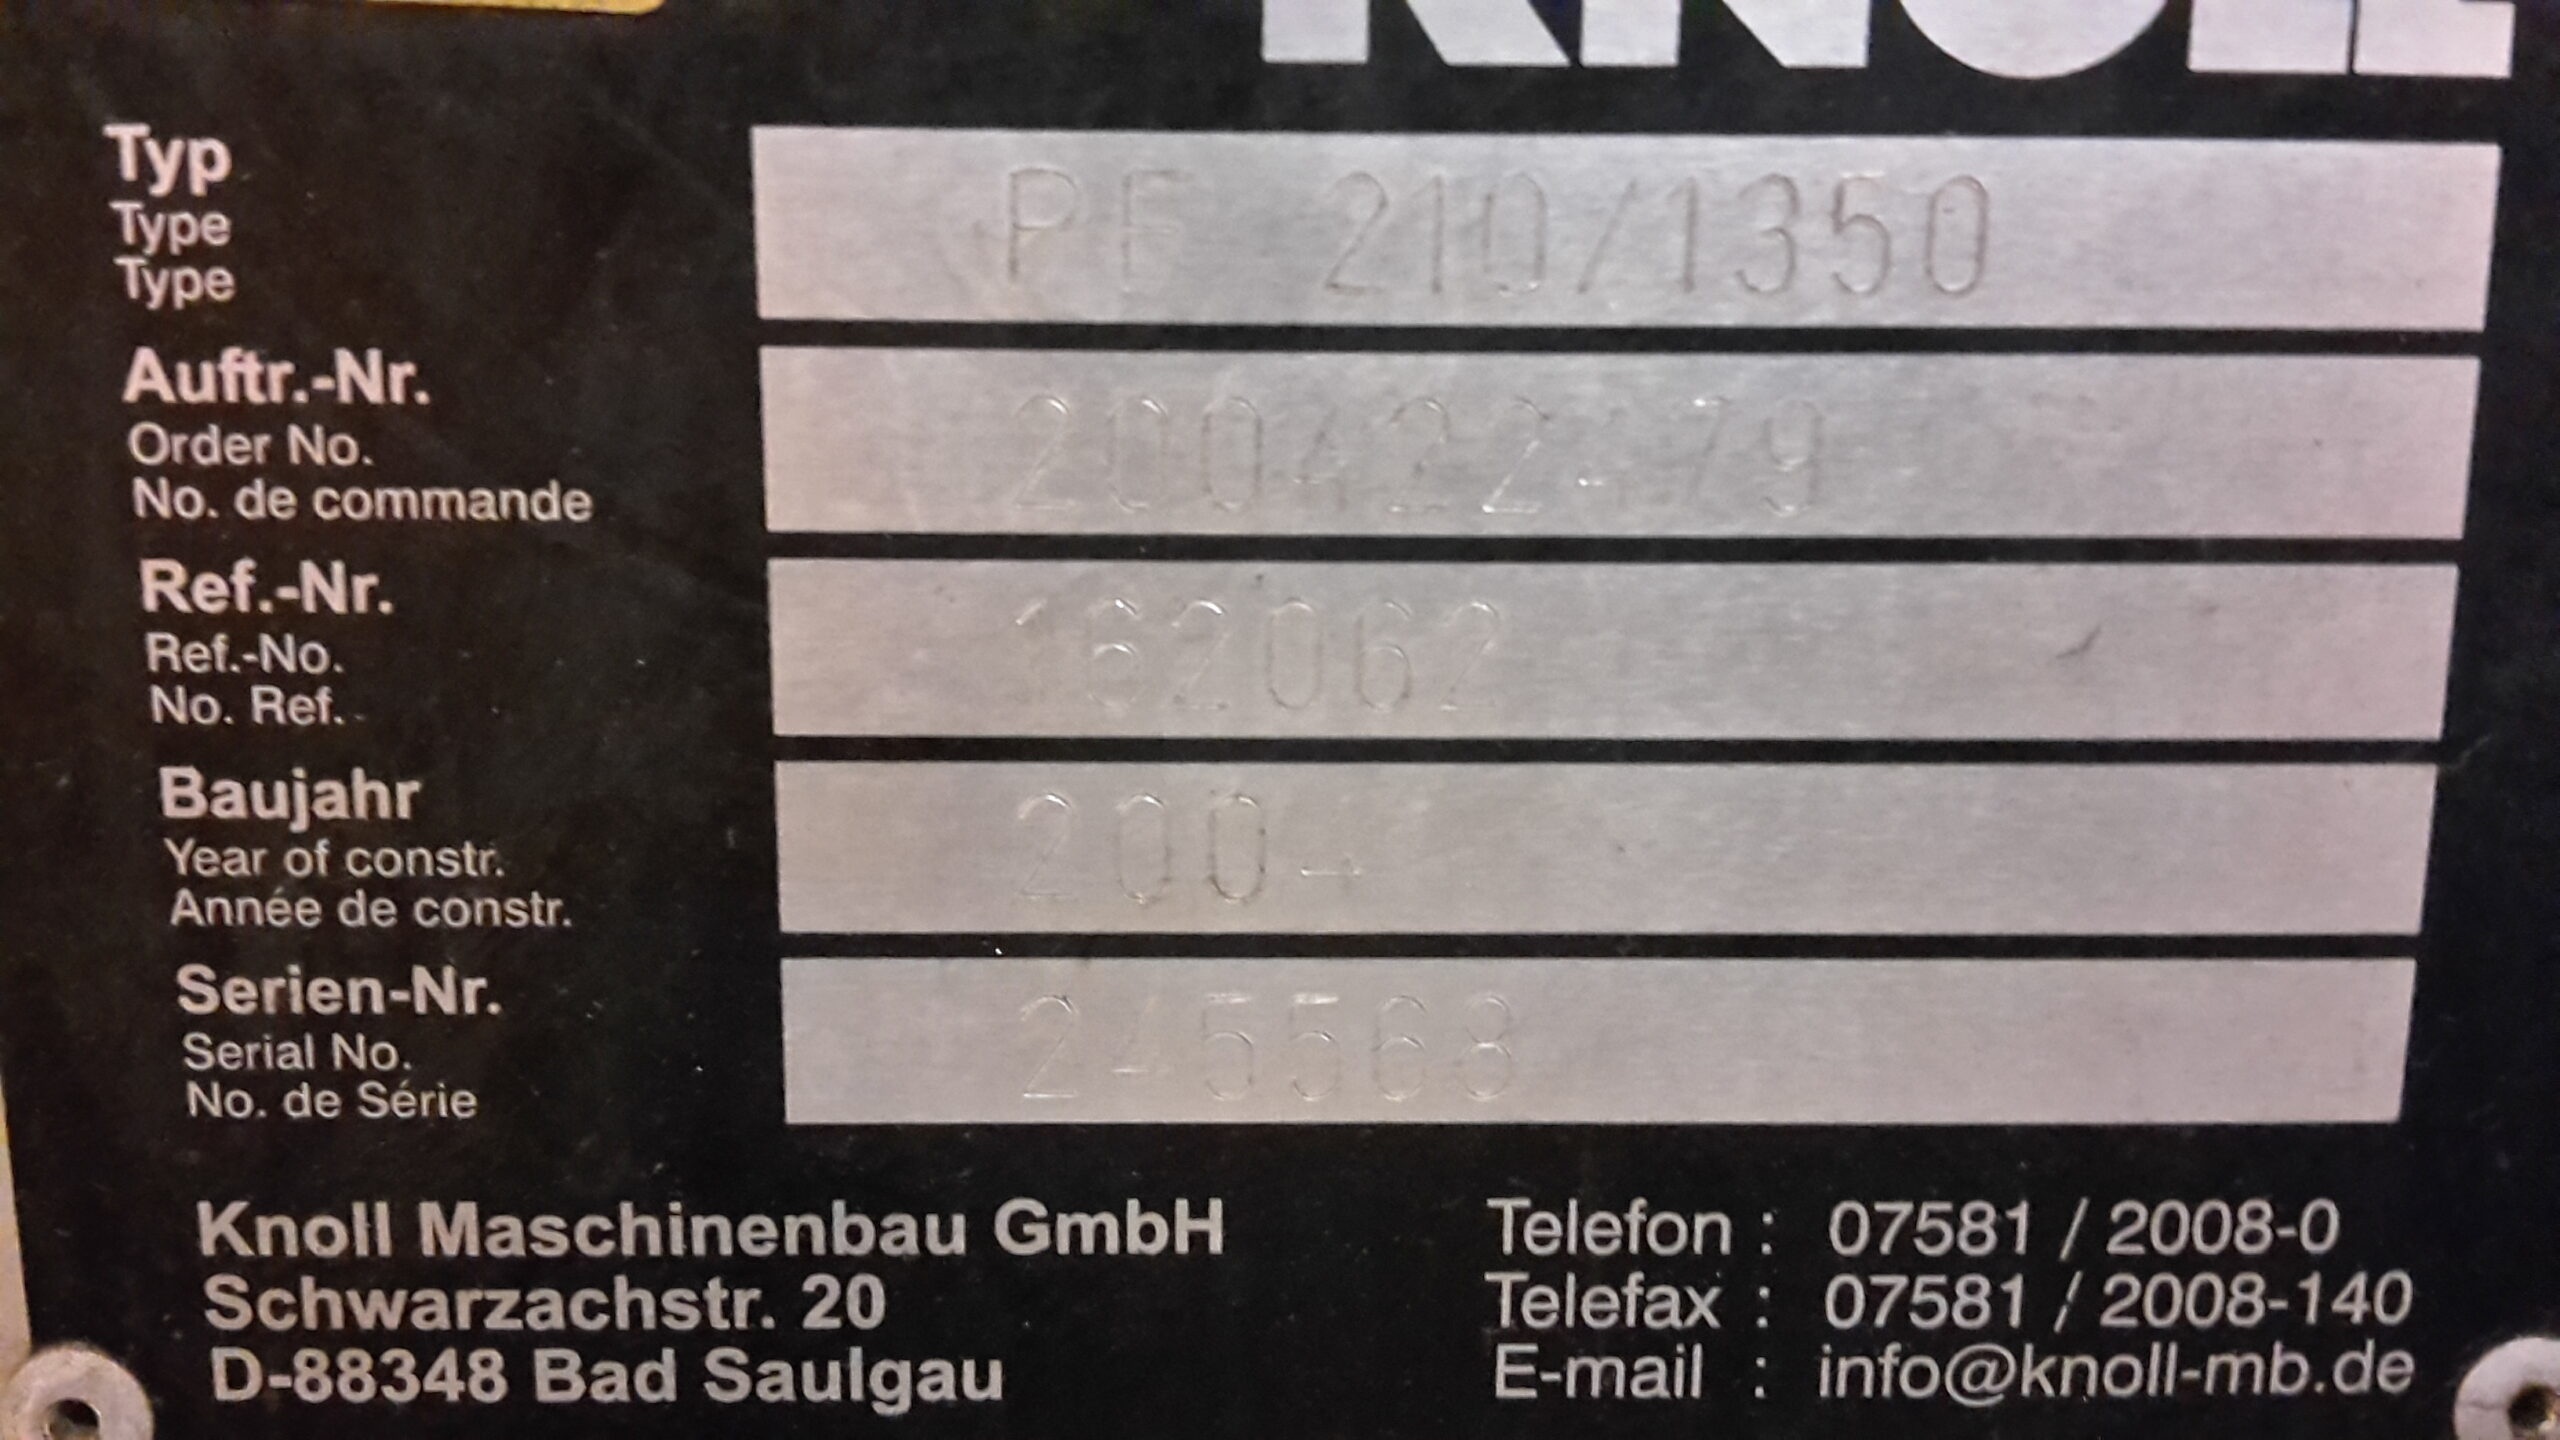 KNOLL
Typ PF 210/1350
Type
Type
Auftr.-Nr. 200422-79
Order No.
No. de commande
Ref.-Nr. 162062
Ref.-No.
No. Ref.
Baujahr 2004
Year of constr.
Année de constr.
Serien-Nr. 245568
Serial No.
No. de Série
Knoll Maschinenbau GmbH
Schwarzachstr. 20
D-88348 Bad Saulgau
Telefon : 07581 / 2008-0
Telefax : 07581 / 2008-140
E-mail : info@knoll-mb.de